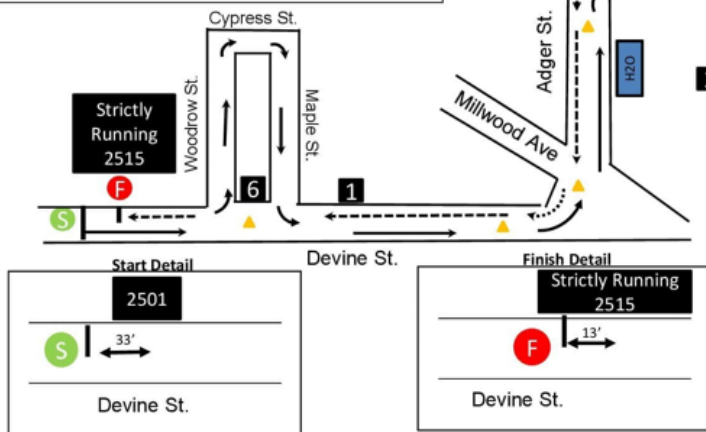 Cypress St.
Adger St.
H2O
Woodrow St.
Maple St.
Millwood Ave
Strictly
Running
2515
F
6
1
S
Devine St.
Start Detail
2501
S
33’
Devine St.
Finish Detail
Strictly Running
2515
F
13’
Devine St.